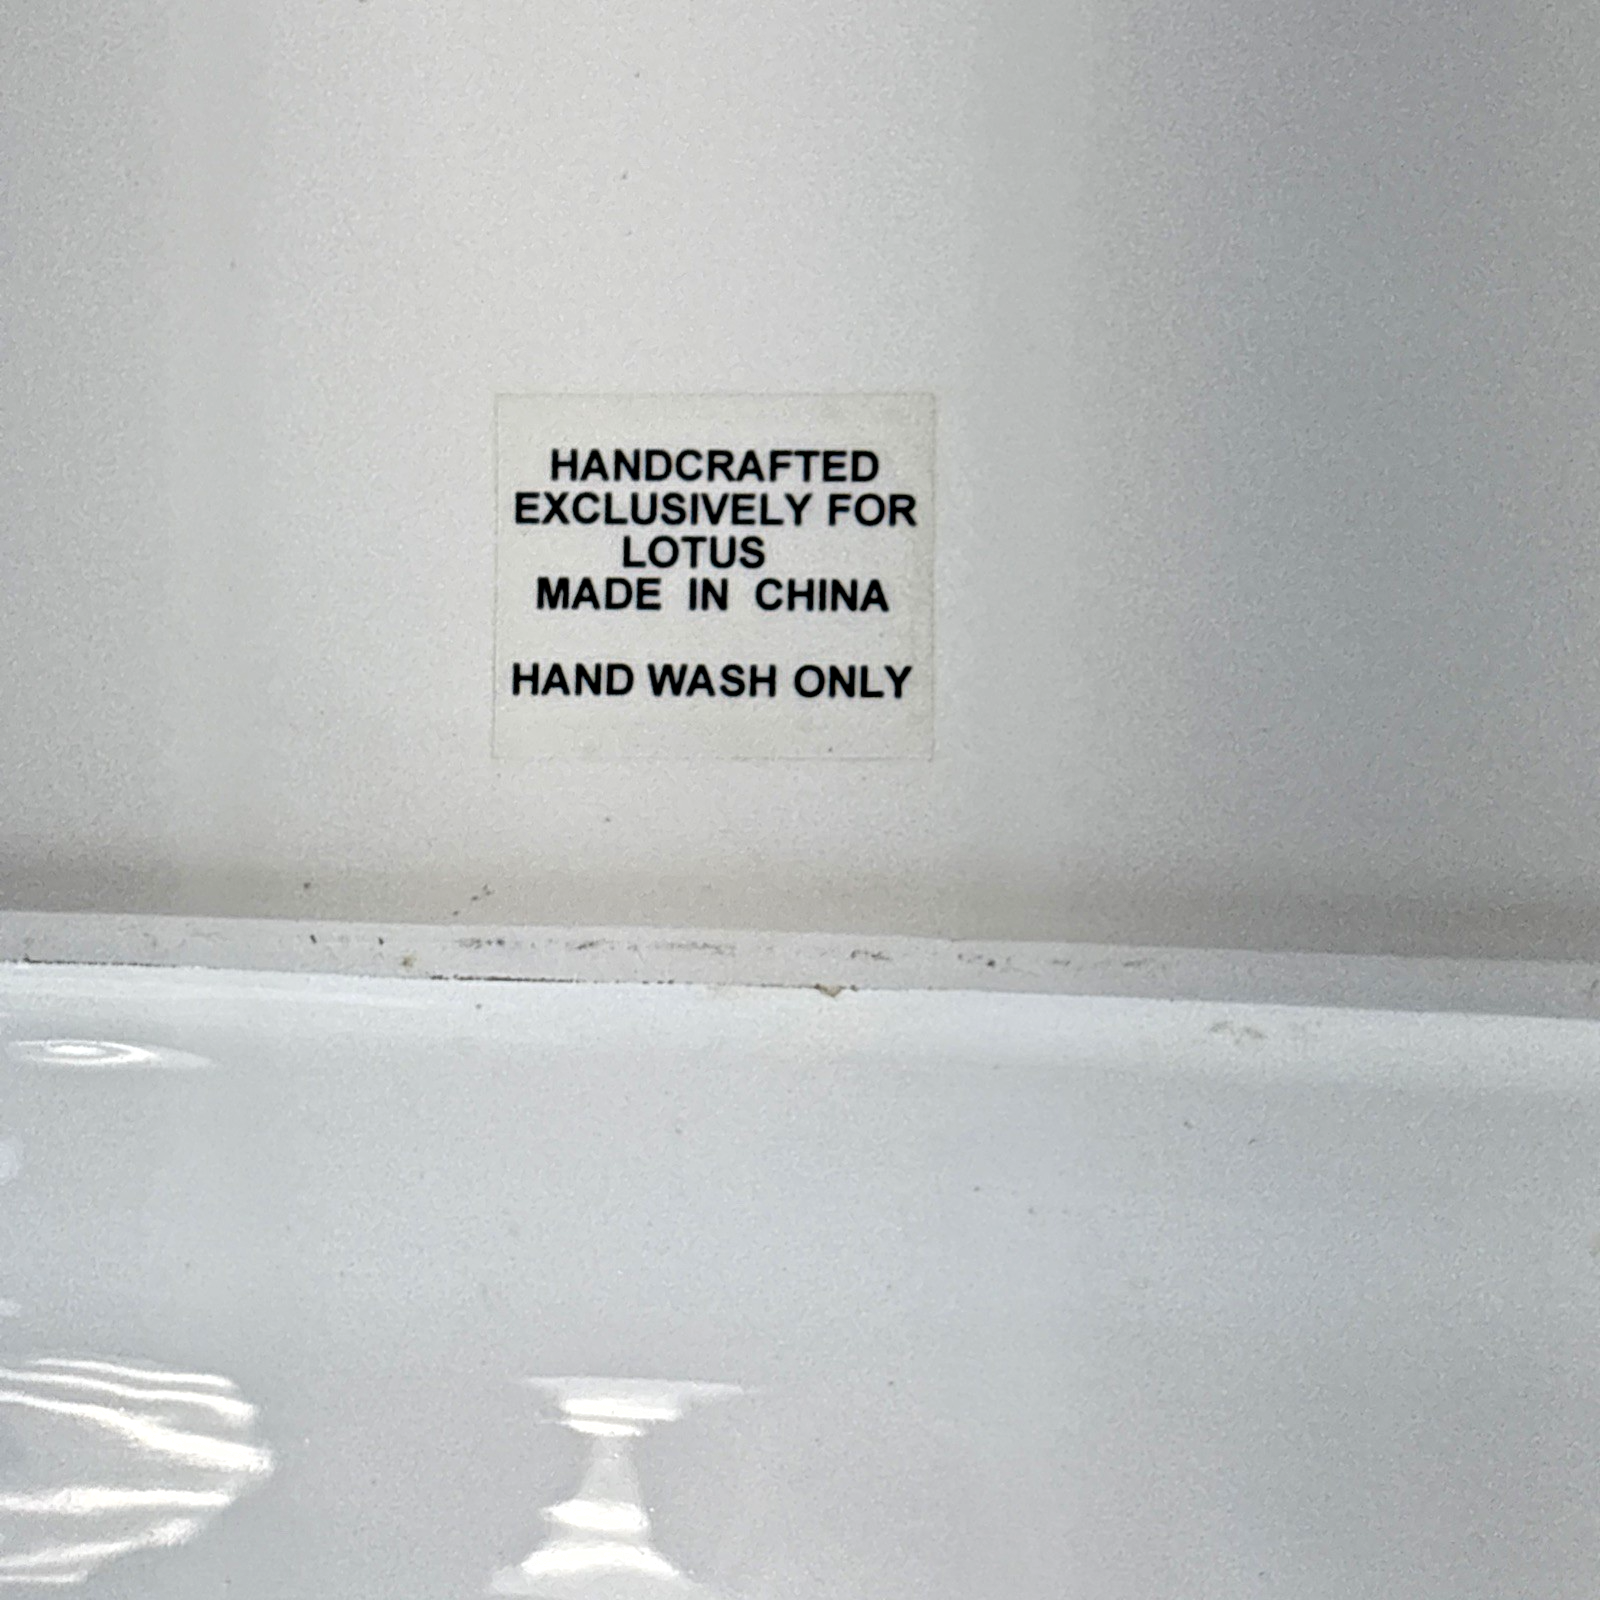 HANDCRAFTED
EXCLUSIVELY FOR
LOTUS
MADE IN CHINA
HAND WASH ONLY